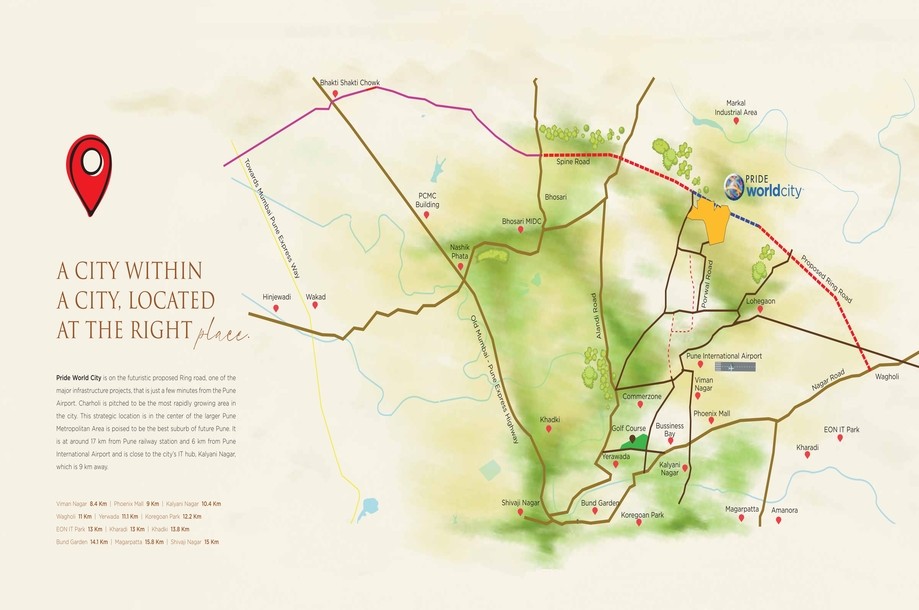 A CITY WITHIN
A CITY, LOCATED
AT THE RIGHT place.
Pride World City is on the futuristic proposed Ring road, one of the
major infrastructure projects, that is just a few minutes from the Pune
Airport. Charholi is pitched to be the most rapidly growing area in
the city. This strategic location is in the center of the larger Pune
Metropolitan Area is poised to be the best suburb of future Pune. It
is at around 17 km from Pune railway station and 6 km from Pune
International Airport and is close to the city's IT hub, Kalyani Nagar,
which is 9 km away.
Viman Nagar 8.4 Km | Phoenix Mall 9 Km | Kalyani Nagar 10.4 Km
Wagholi 11 Km | Yerwada 11.1 Km | Koregoan Park 12.2 Km
EON IT Park 13 Km | Kharadi 13 Km | Khadki 13.8 Km
Bund Garden 14.1 Km | Magarpatta 15.8 Km | Shivaji Nagar 15 Km
Bhakti Shakti Chowk
Markal
Industrial Area
Spine Road
Towards Mumbai Pune Express Way
PRIDE
worldcity
PCMC
Building
Bhosari
Bhosari MIDC
Nashik
Phata
Porwal Road
Proposed Ring Road
Hinjewadi
Wakad
Lohegaon
Alandi Road
Old Mumbai - Pune Express Highway
Pune International Airport
Nagar Road
Wagholi
Viman
Nagar
Commerzone
Phoenix Mall
Khadki
Golf Course
Bussiness
Bay
EON IT Park
Kharadi
Yerawada
Kalyani
Nagar
Shivaji Nagar
Bund Garden
Koregoan Park
Magarpatta
Amanora